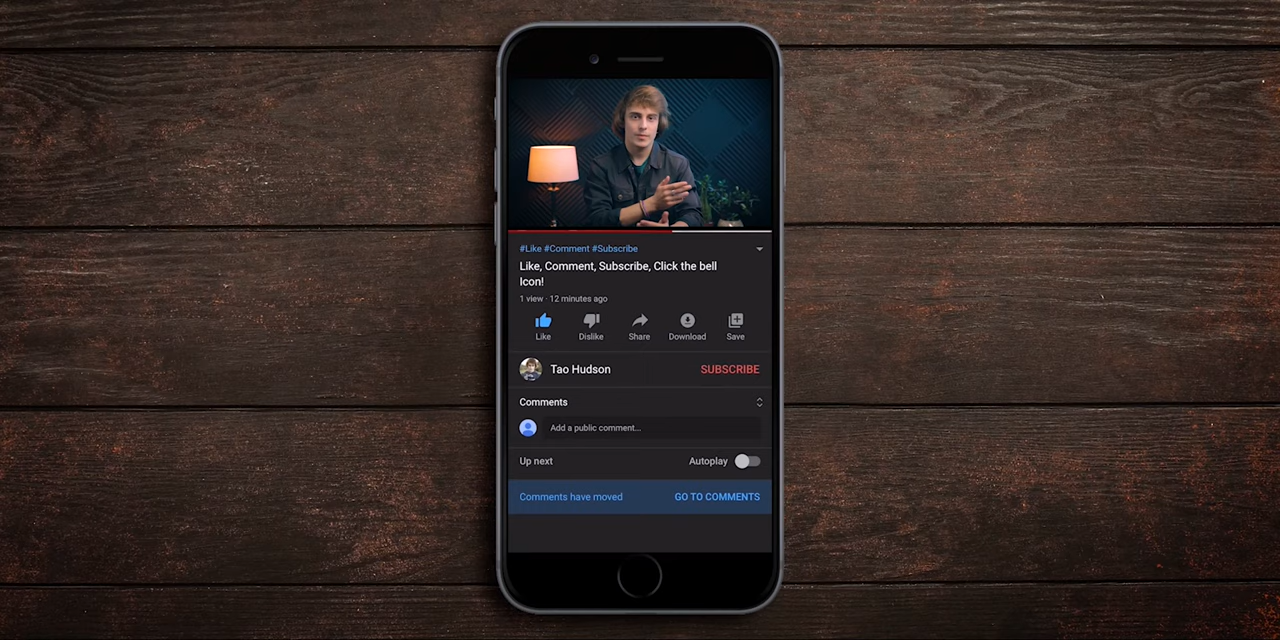 #Like #Comment #Subscribe
Like, Comment, Subscribe, Click the bell
Icon!
1 view · 12 minutes ago
Like Dislike Share Download Save
Tao Hudson SUBSCRIBE
Comments
Add a public comment...
Up next Autoplay
Comments have moved GO TO COMMENTS